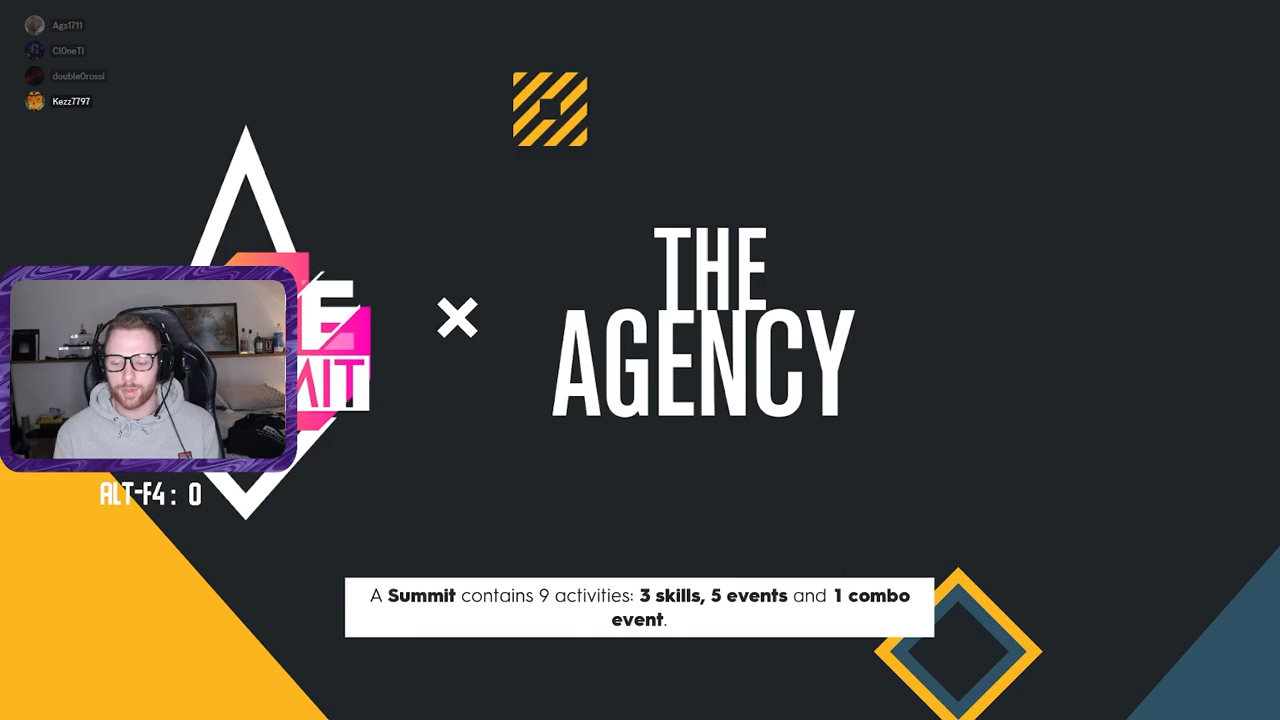 Ags1711
Cl0neTl
double0rossi
Kezz7797
THE
AGENCY
ALT-F4: 0
A Summit contains 9 activities: 3 skills, 5 events and 1 combo
event.